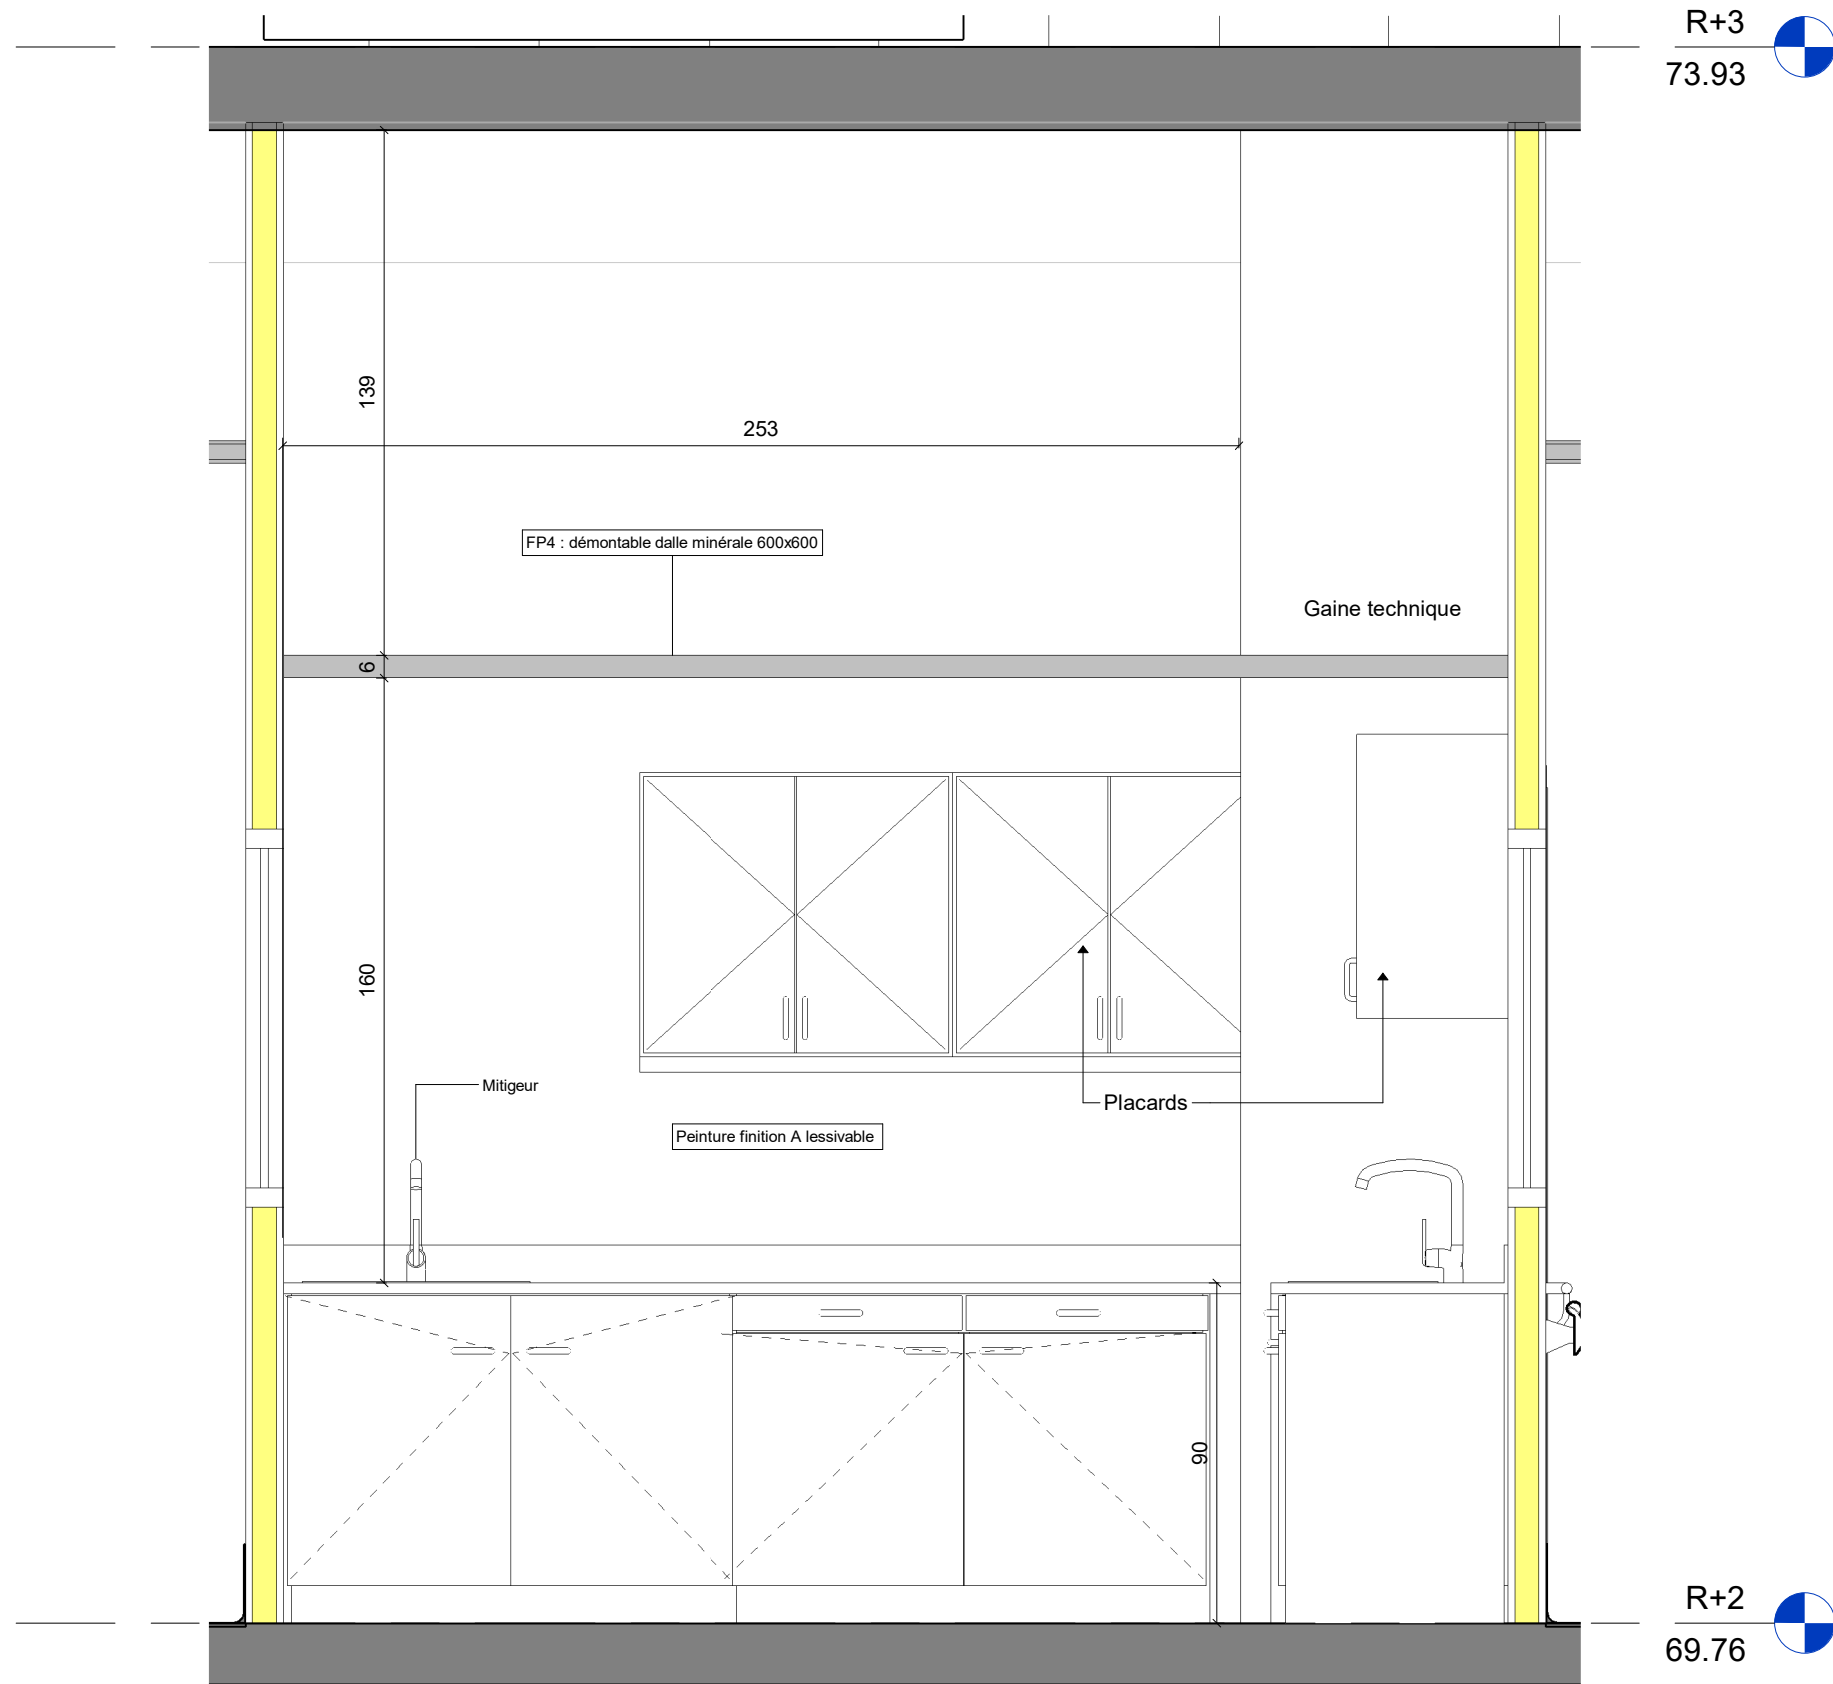 R+3
73.93
139
253
FP4 : démontable dalle minérale 600x600
Gaine technique
6
160
Mitigeur
Placards
Peinture finition A lessivable
90
R+2
69.76